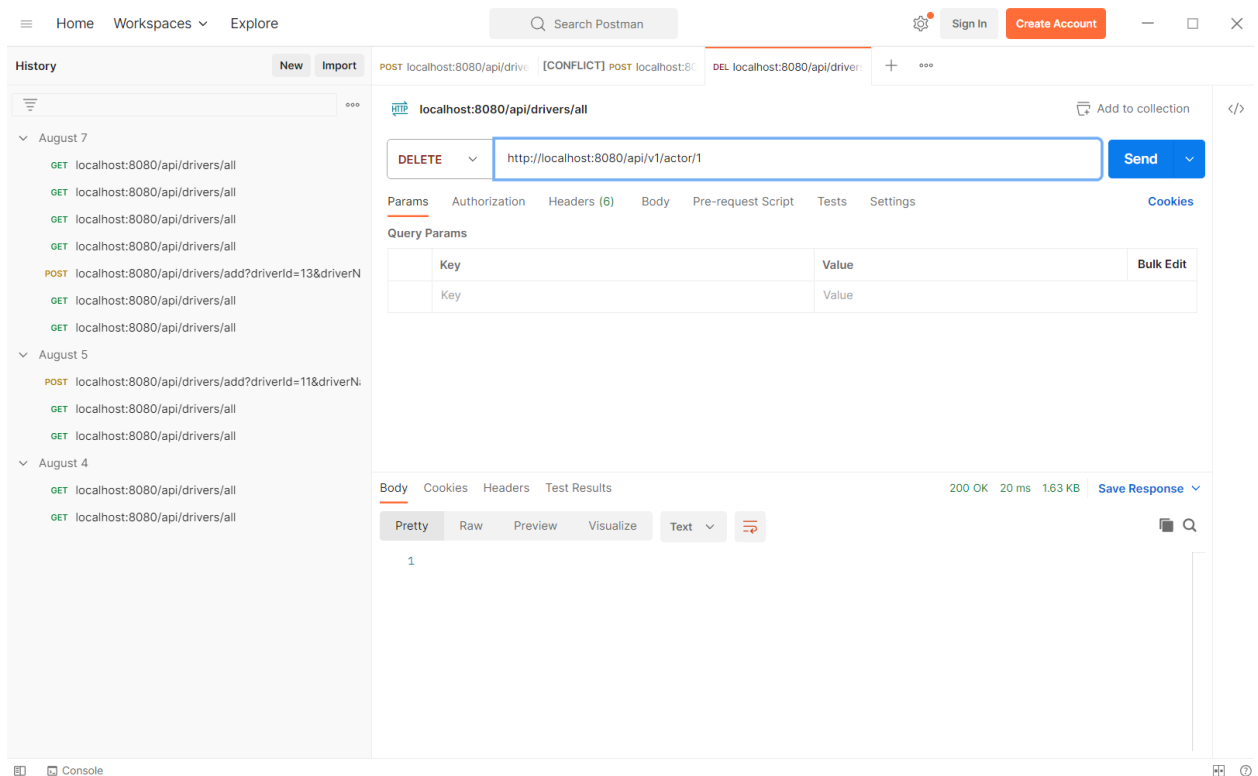 Home Workspaces Explore Search Postman Sign In Create Account
History New Import
POST localhost:8080/api/drive [CONFLICT] POST localhost:80 DEL localhost:8080/api/driver
HTTP localhost:8080/api/drivers/all Add to collection </>
August 7
GET localhost:8080/api/drivers/all
GET localhost:8080/api/drivers/all
GET localhost:8080/api/drivers/all
GET localhost:8080/api/drivers/all
POST localhost:8080/api/drivers/add?driverId=13&driverN
GET localhost:8080/api/drivers/all
GET localhost:8080/api/drivers/all
August 5
POST localhost:8080/api/drivers/add?driverId=11&driverNa
GET localhost:8080/api/drivers/all
GET localhost:8080/api/drivers/all
August 4
GET localhost:8080/api/drivers/all
GET localhost:8080/api/drivers/all
DELETE http://localhost:8080/api/v1/actor/1 Send
Params Authorization Headers (6) Body Pre-request Script Tests Settings Cookies
Query Params
Key Value Bulk Edit
Key Value
Body Cookies Headers Test Results 200 OK 20 ms 1.63 KB Save Response
Pretty Raw Preview Visualize Text
1
Console